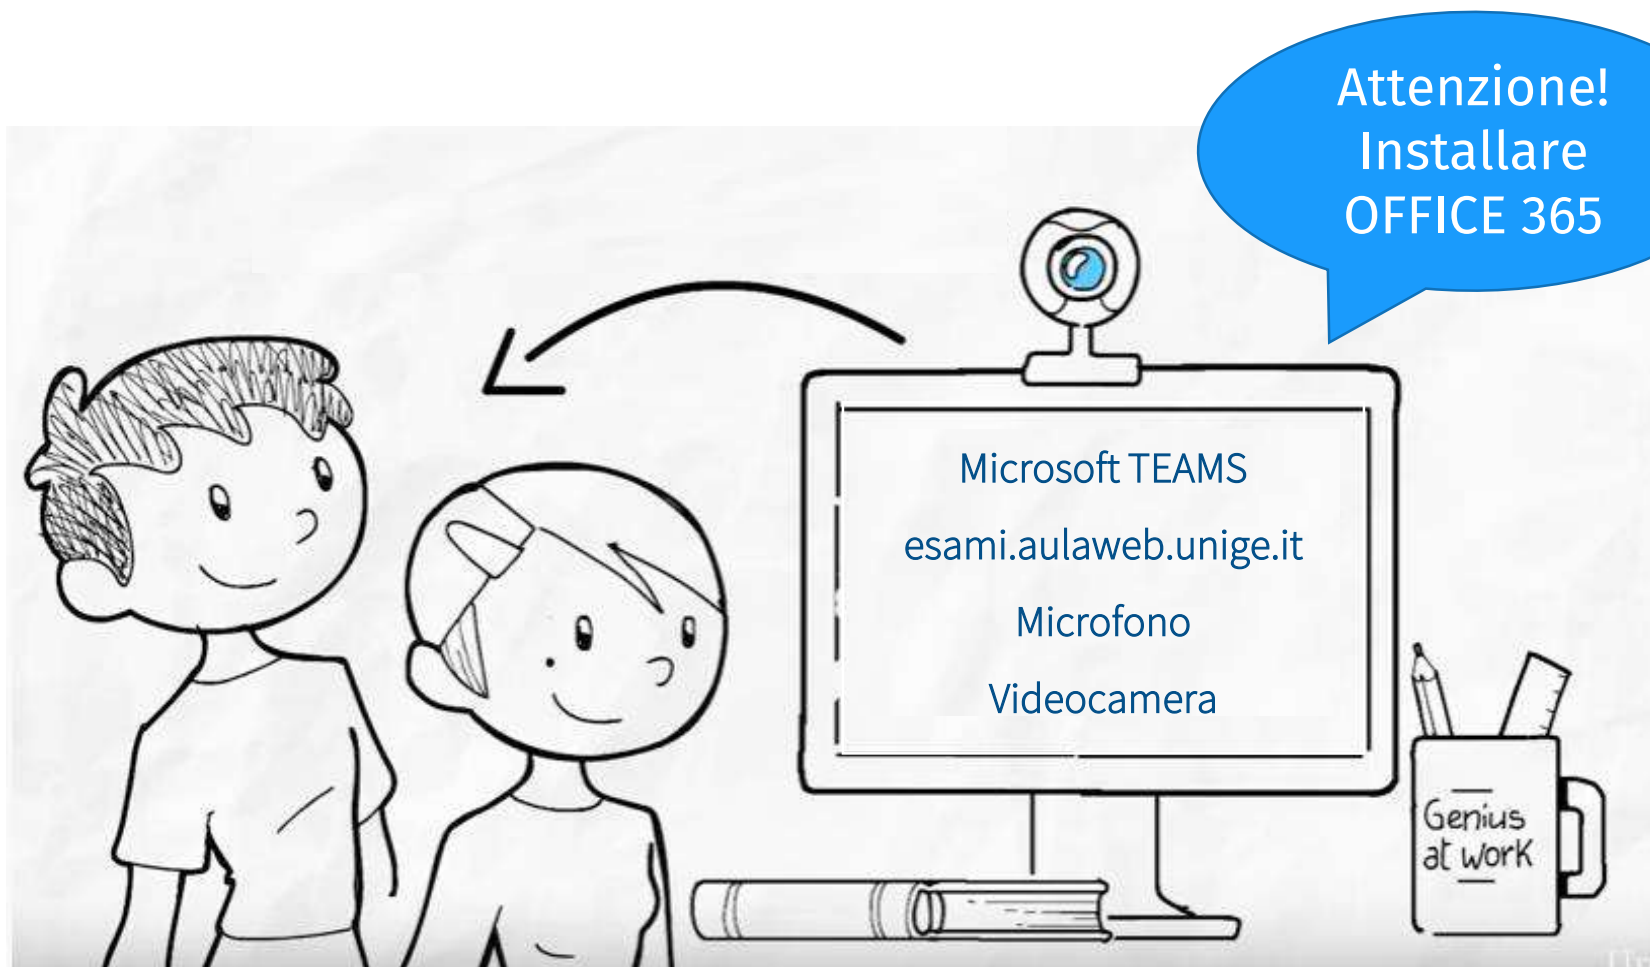 Attenzione!
Installare
OFFICE 365
Microsoft TEAMS
esami.aulaweb.unige.it
Microfono
Videocamera
Genius
at work